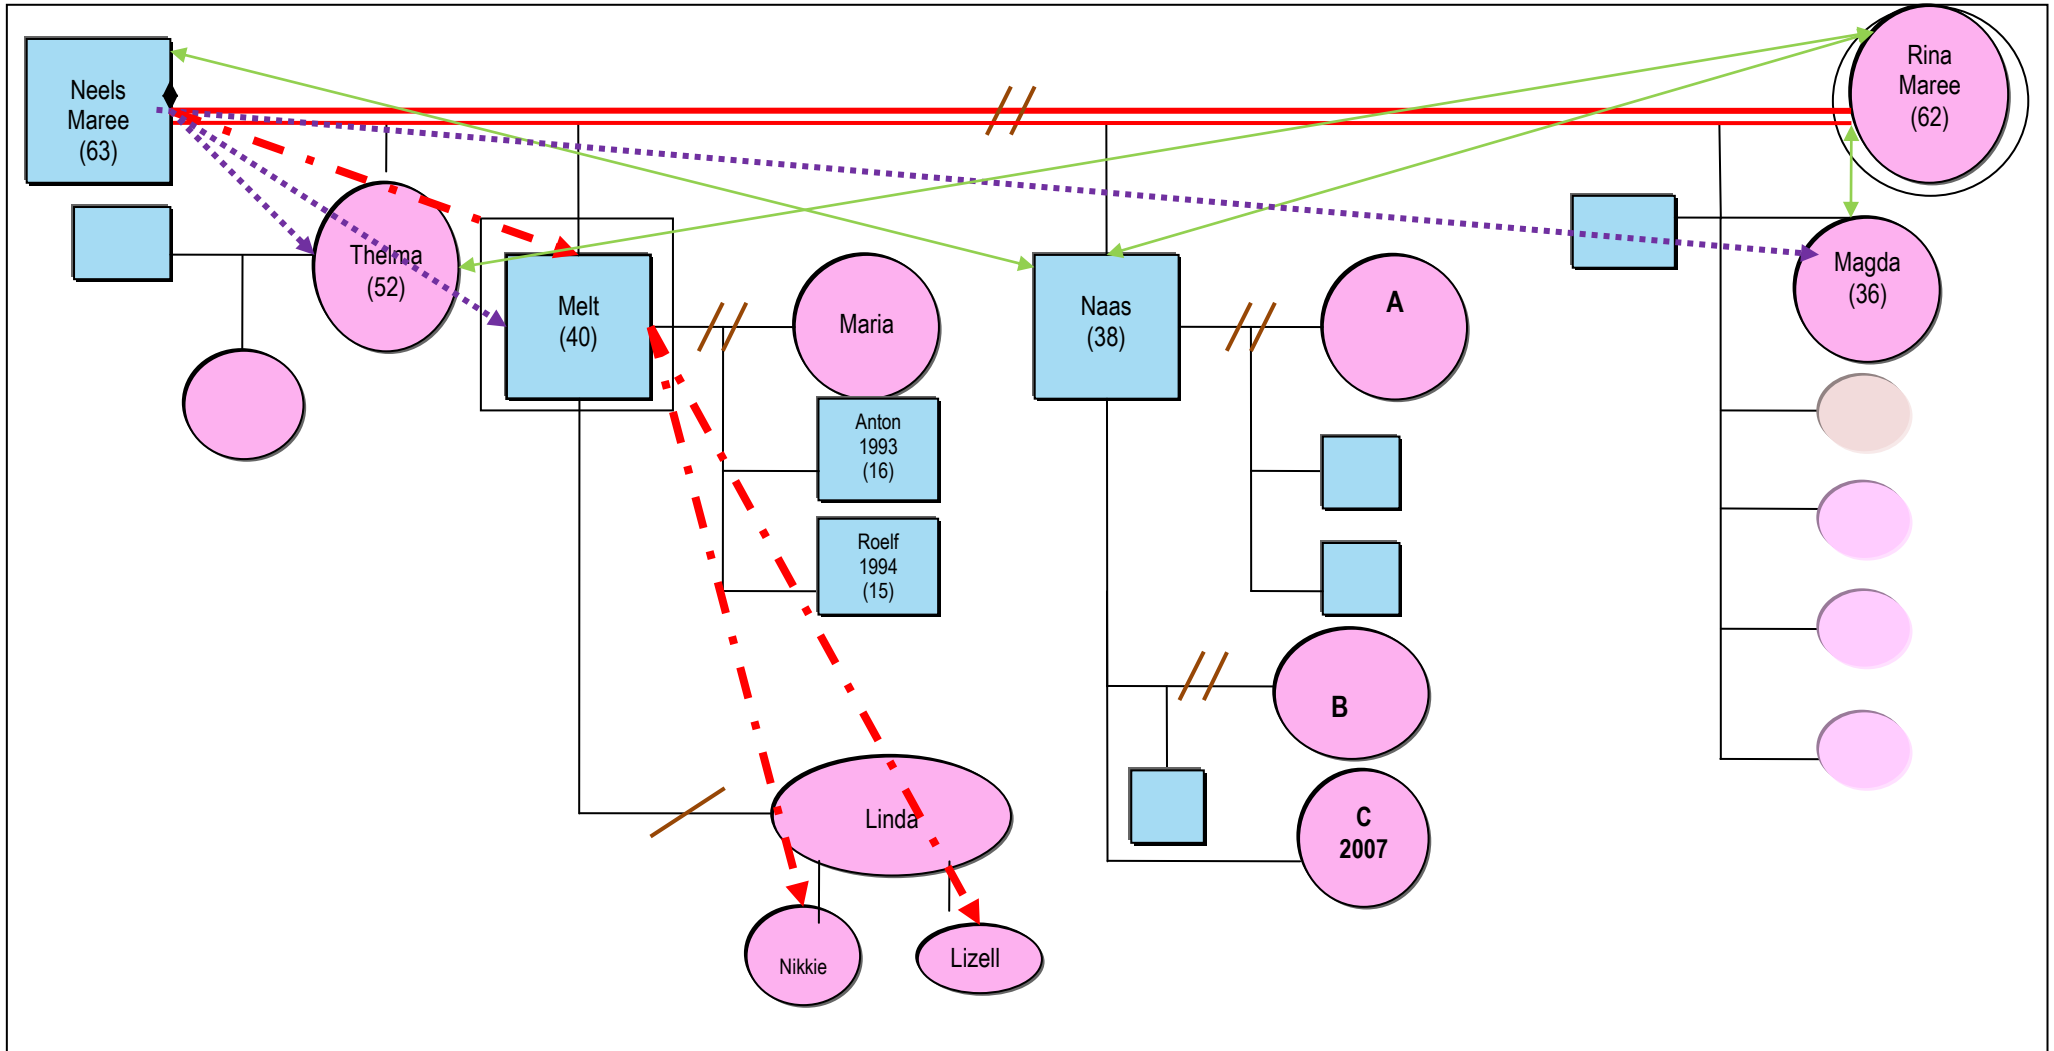 Neels
Maree
(63)
Rina
Maree
(62)
Thelma
(52)
Melt
(40)
Maria
Naas
(38)
A
Magda
(36)
Anton
1993
(16)
Roelf
1994
(15)
B
Linda
C
2007
Nikkie
Lizell